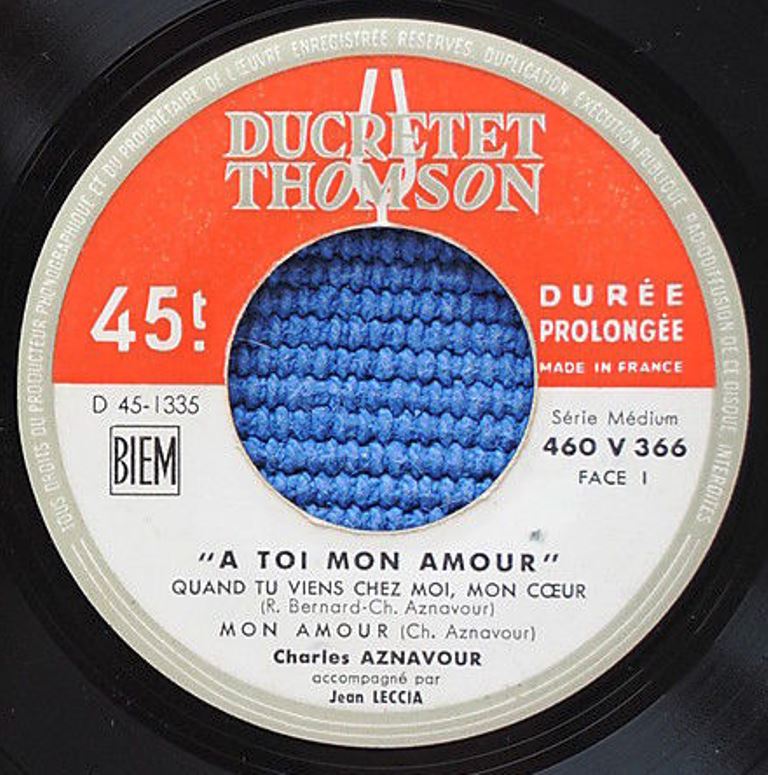 TOUS DROITS DU PRODUCTEUR PHONOGRAPHIQUE ET DU PROPRIÉTAIRE DE L'ŒUVRE ENREGISTRÉE RÉSERVÉS. DUPLICATION EXÉCUTION PUBLIQUE RADIODIFFUSION DE CE DISQUE INTERDITES
DUCRETET
THOMSON
45t.
DURÉE
PROLONGÉE
MADE IN FRANCE
D 45-1335
BIEM
Série Médium
460 V 366
FACE 1
"A TOI MON AMOUR"
QUAND TU VIENS CHEZ MOI, MON CŒUR
(R. Bernard-Ch. Aznavour)
MON AMOUR (Ch. Aznavour)
Charles AZNAVOUR
accompagné par
Jean LECCIA